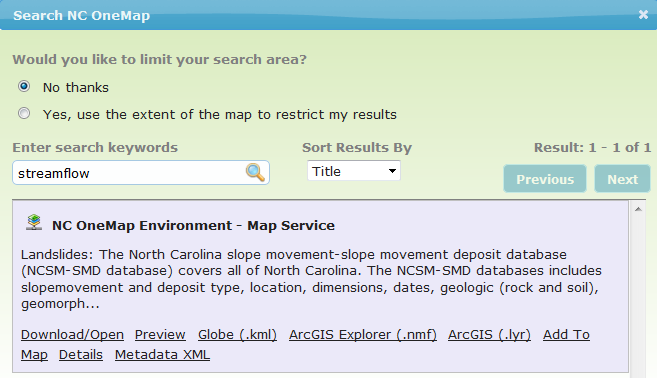 Search NC OneMap
Would you like to limit your search area?
No thanks
Yes, use the extent of the map to restrict my results
Enter search keywords
Sort Results By
Result: 1 - 1 of 1
streamflow
Title
Previous
Next
NC OneMap Environment - Map Service
Landslides: The North Carolina slope movement-slope movement deposit database
(NCSM-SMD database) covers all of North Carolina. The NCSM-SMD databases includes
slopemovement and deposit type, location, dimensions, dates, geologic (rock and soil),
geomorph...
Download/Open Preview Globe (.kml) ArcGIS Explorer (.nmf) ArcGIS (.lyr) Add To
Map Details Metadata XML